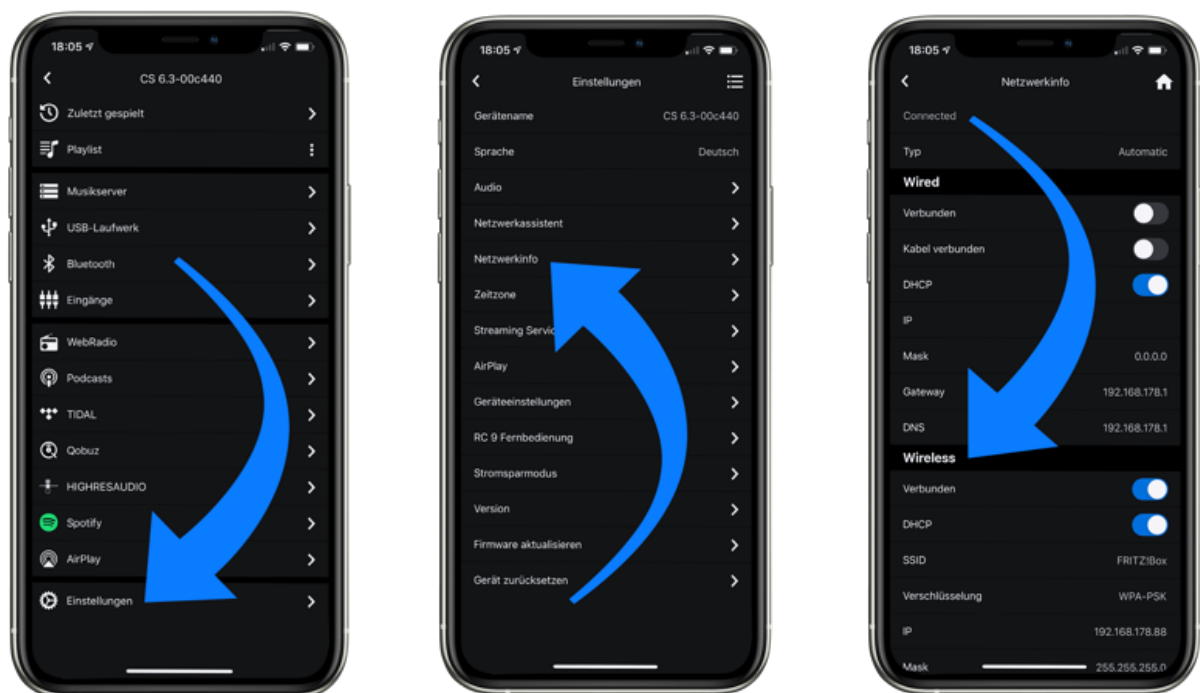 18:05
CS 6.3-00c440
Zuletzt gespielt
Playlist
Musikserver
USB-Laufwerk
Bluetooth
Eingänge
WebRadio
Podcasts
TIDAL
Qobuz
HIGHRESAUDIO
Spotify
AirPlay
Einstellungen
18:05
Einstellungen
Gerätename CS 6.3-00c440
Sprache Deutsch
Audio
Netzwerkassistent
Netzwerkinfo
Zeitzone
Streaming
AirPlay
Geräteeinstellungen
RC 9 Fernbedienung
Stromsparmodus
Version
Firmware aktualisieren
Gerät zurücksetzen
18:05
Netzwerkinfo
Connected
Typ Automatic
Wired
Verbunden
Kabel verbunden
DHCP
IP
Mask 0.0.0.0
Gateway 192.168.178.1
DNS 192.168.178.1
Wireless
Verbunden
DHCP
SSID FRITZ!Box
Verschlüsselung WPA-PSK
IP 192.168.178.88
Mask 255.255.255.0